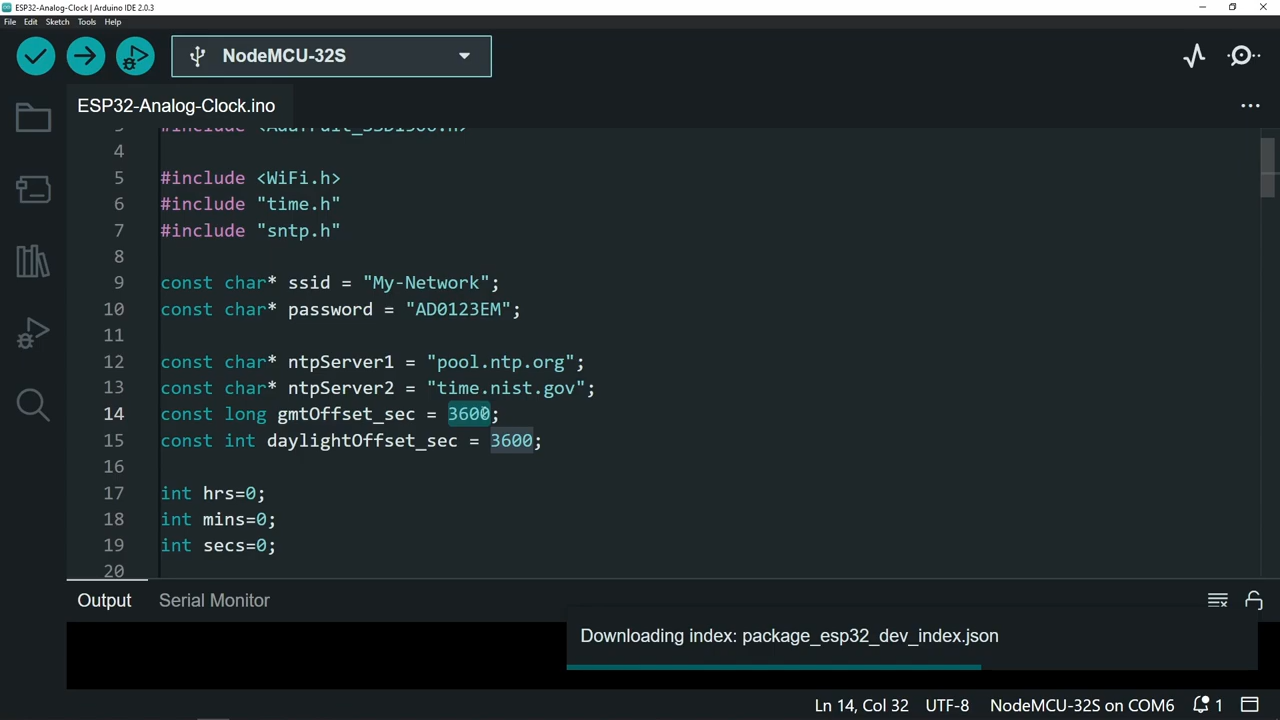 ESP32-Analog-Clock | Arduino IDE 2.0.3
File Edit Sketch Tools Help
NodeMCU-32S
ESP32-Analog-Clock.ino
3 #include <Adafruit_SSD1306.h>
4
5 #include <WiFi.h>
6 #include "time.h"
7 #include "sntp.h"
8
9 const char* ssid = "My-Network";
10 const char* password = "AD0123EM";
11
12 const char* ntpServer1 = "pool.ntp.org";
13 const char* ntpServer2 = "time.nist.gov";
14 const long gmtOffset_sec = 3600;
15 const int daylightOffset_sec = 3600;
16
17 int hrs=0;
18 int mins=0;
19 int secs=0;
20
Output Serial Monitor
Downloading index: package_esp32_dev_index.json
Ln 14, Col 32 UTF-8 NodeMCU-32S on COM6 1